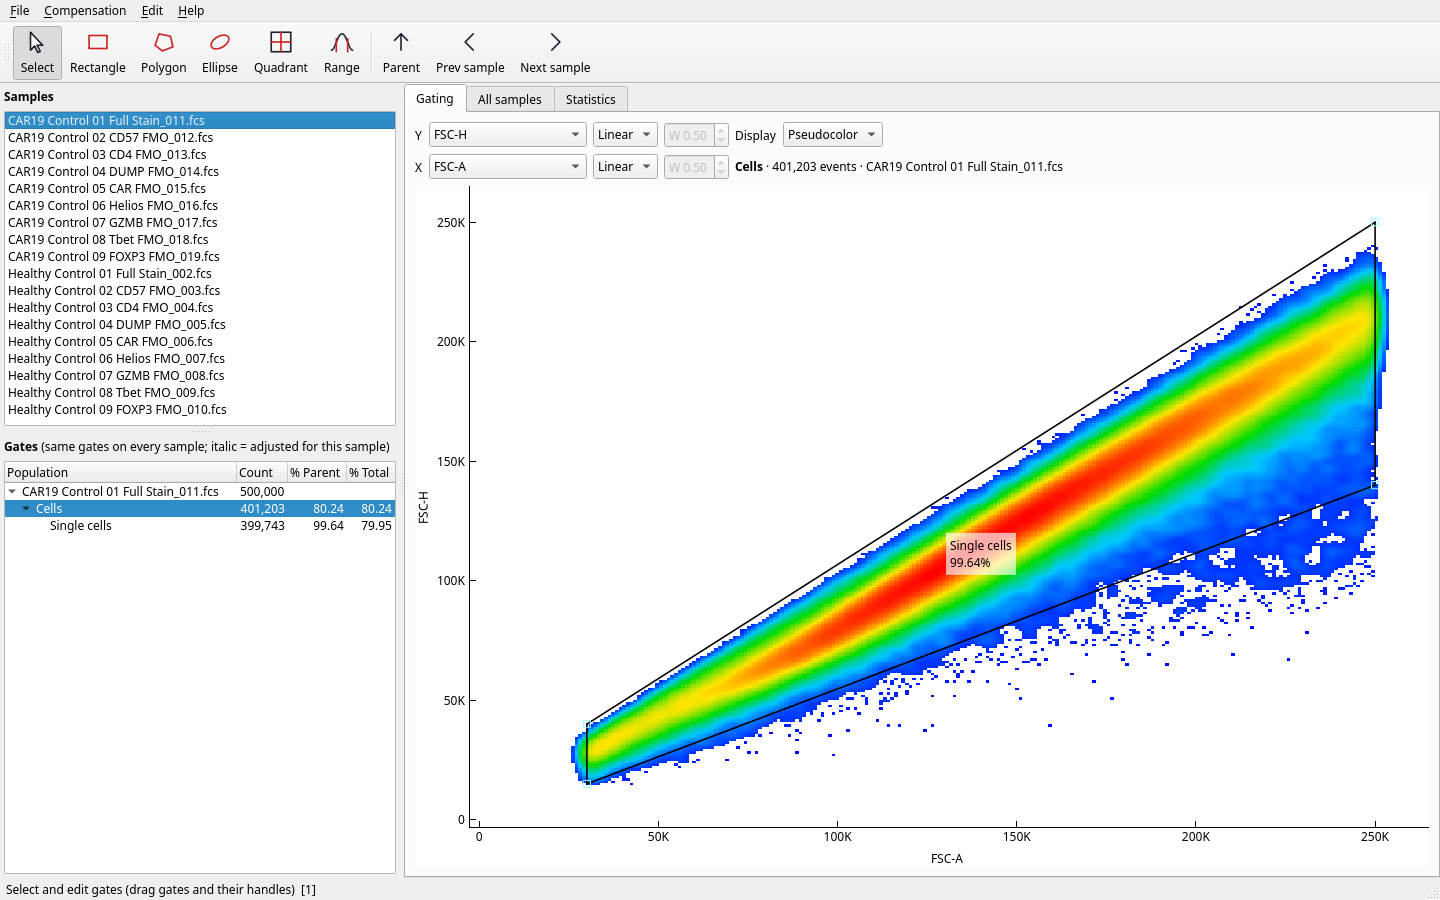 File Compensation Edit Help
Select Rectangle Polygon Ellipse Quadrant Range Parent Prev sample Next sample
Samples
CAR19 Control 01 Full Stain_011.fcs
CAR19 Control 02 CD57 FMO_012.fcs
CAR19 Control 03 CD4 FMO_013.fcs
CAR19 Control 04 DUMP FMO_014.fcs
CAR19 Control 05 CAR FMO_015.fcs
CAR19 Control 06 Helios FMO_016.fcs
CAR19 Control 07 GZMB FMO_017.fcs
CAR19 Control 08 Tbet FMO_018.fcs
CAR19 Control 09 FOXP3 FMO_019.fcs
Healthy Control 01 Full Stain_002.fcs
Healthy Control 02 CD57 FMO_003.fcs
Healthy Control 03 CD4 FMO_004.fcs
Healthy Control 04 DUMP FMO_005.fcs
Healthy Control 05 CAR FMO_006.fcs
Healthy Control 06 Helios FMO_007.fcs
Healthy Control 07 GZMB FMO_008.fcs
Healthy Control 08 Tbet FMO_009.fcs
Healthy Control 09 FOXP3 FMO_010.fcs
Gates (same gates on every sample; italic = adjusted for this sample)
Population Count % Parent % Total
CAR19 Control 01 Full Stain_011.fcs 500,000
Cells 401,203 80.24 80.24
Single cells 399,743 99.64 79.95
Gating All samples Statistics
Y FSC-H Linear W 0.50 Display Pseudocolor
X FSC-A Linear W 0.50 Cells · 401,203 events · CAR19 Control 01 Full Stain_011.fcs
250K
200K
150K
100K
50K
0
FSC-H
Single cells
99.64%
0 50K 100K 150K 200K 250K
FSC-A
Select and edit gates (drag gates and their handles) [1]